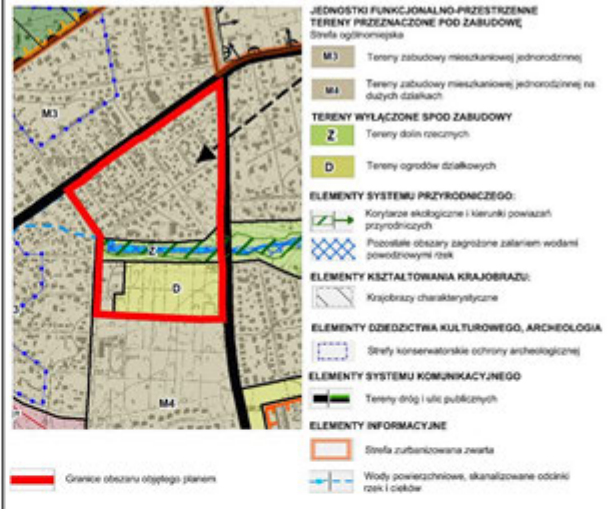 JEDNOSTKI FUNKCJONALNO-PRZESTRZENNE
TERENY PRZEZNACZONE POD ZABUDOWĘ
Strefa ogólnomiejska
M3 Tereny zabudowy mieszkaniowej jednorodzinnej
M4 Tereny zabudowy mieszkaniowej jednorodzinnej na
dużych działkach
TERENY WYŁĄCZONE SPOD ZABUDOWY
Z Tereny dolin rzecznych
D Tereny ogrodów działkowych
ELEMENTY SYSTEMU PRZYRODNICZEGO:
Korytarze ekologiczne i kierunki powiązań
przyrodniczych
Pozostałe obszary zagrożone zalaniem wodami
powodziowymi rzek
ELEMENTY KSZTAŁTOWANIA KRAJOBRAZU:
Krajobrazy charakterystyczne
ELEMENTY DZIEDZICTWA KULTUROWEGO, ARCHEOLOGIA
Strefy konserwatorskie ochrony archeologicznej
ELEMENTY SYSTEMU KOMUNIKACYJNEGO
Tereny dróg i ulic publicznych
ELEMENTY INFORMACYJNE
Strefa zurbanizowana zwarta
Wody powierzchniowe, skanalizowane odcinki
rzek i cieków
M3
Z
D
M4
Granice obszaru objętego planem